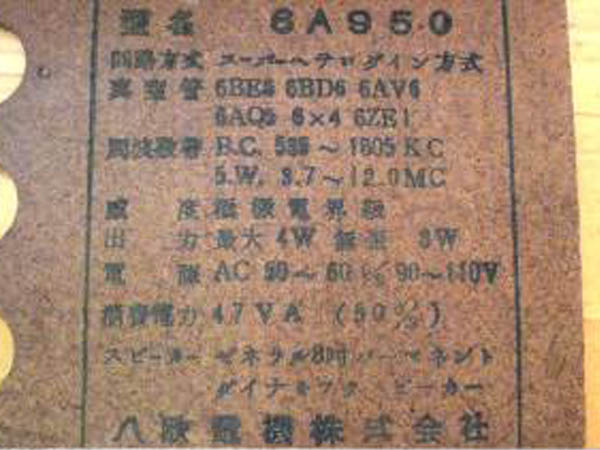 型名 6A950
回路方式 スーパーヘテロダイン方式
真空管 6BE6 6BD6 6AV6
6AQ5 6×4 6ZE1
周波数帯 B.C. 535～1605KC
S.W. 3.7～12.0MC
感度 極微電界級
出力 最大 4W 無歪 3W
電源 AC 50～60～ 90～110V
消費電力 47VA (50～)
スピーカー ゼネラル8吋パーマネント
ダイナミックスピーカー
八欧電機株式会社